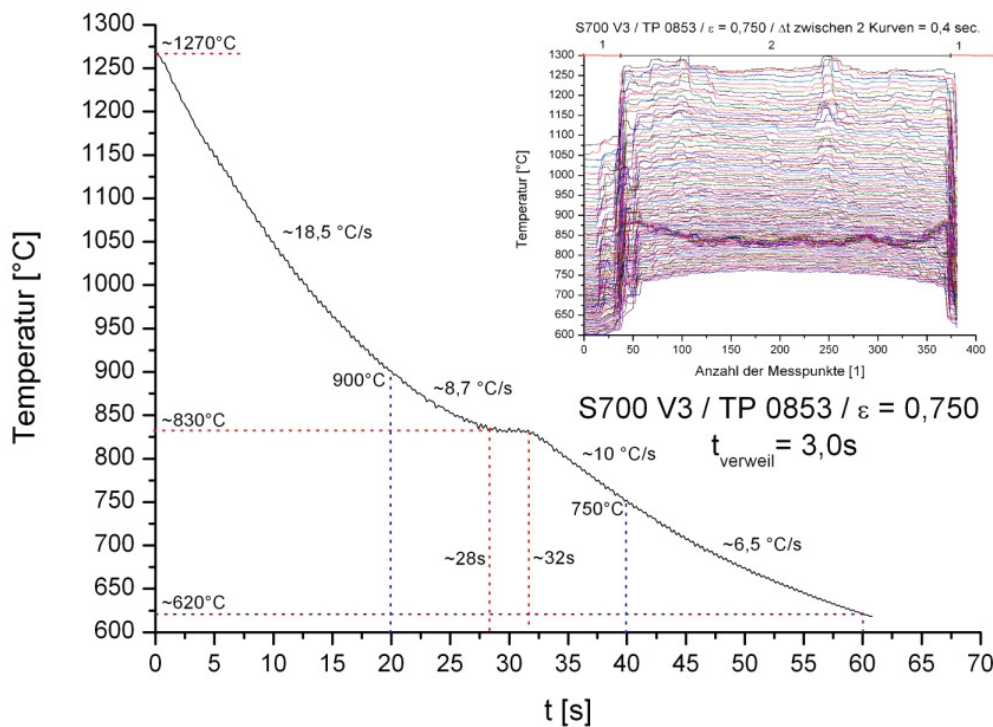 1300
1250
1200
1150
1100
1050
1000
950
900
850
800
750
700
650
600
Temperatur [°C]
0 5 10 15 20 25 30 35 40 45 50 55 60 65 70
t [s]
~1270°C
~18,5 °C/s
900°C
~8,7 °C/s
~830°C
~10 °C/s
750°C
~28s
~32s
~6,5 °C/s
~620°C
S700 V3 / TP 0853 / ε = 0,750 / Δt zwischen 2 Kurven = 0,4 sec.
1 2 1
1300
1250
1200
1150
1100
1050
1000
950
900
850
800
750
700
650
600
Temperatur [°C]
0 50 100 150 200 250 300 350 400
Anzahl der Messpunkte [1]
S700 V3 / TP 0853 / ε = 0,750
tverweil = 3,0s